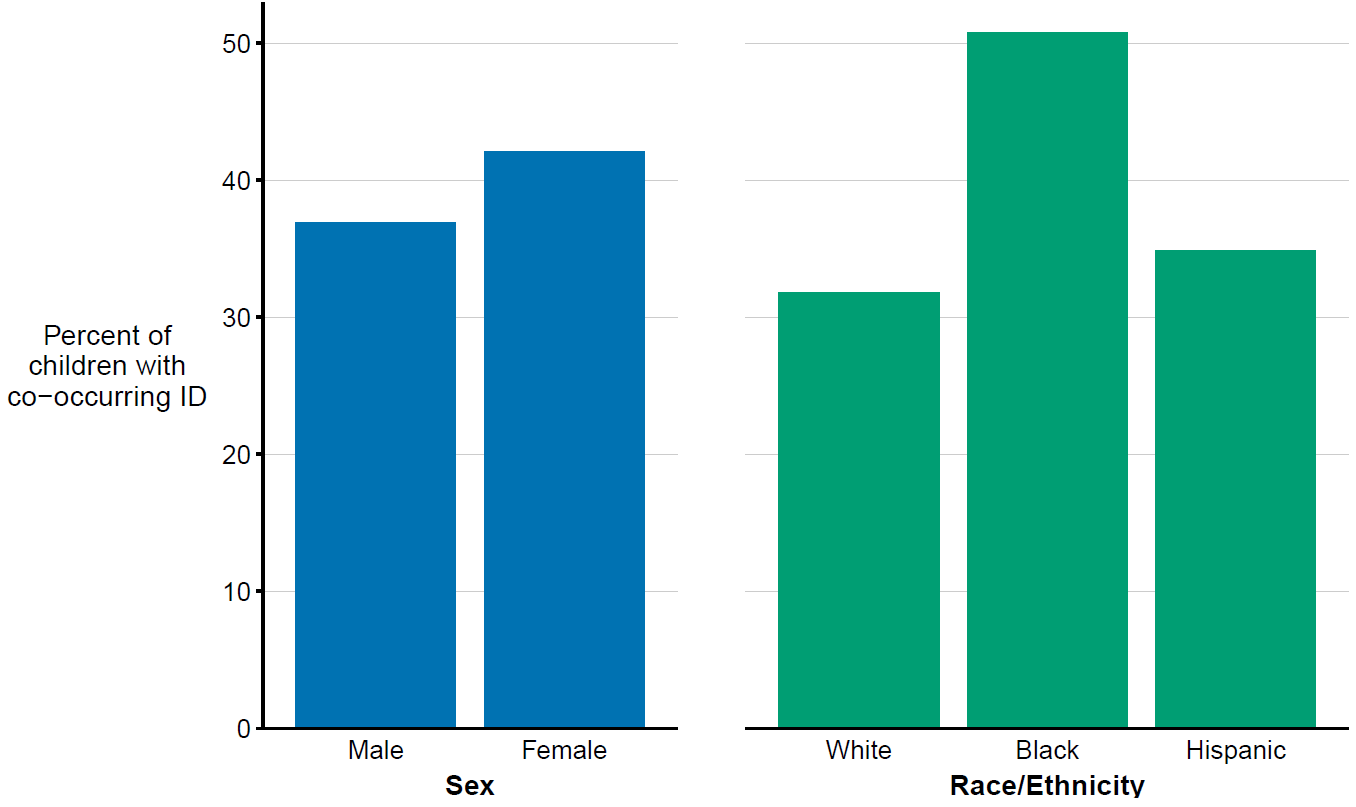 50
40
30
20
10
0
Percent of
children with
co−occurring ID
Male Female
Sex
White Black Hispanic
Race/Ethnicity